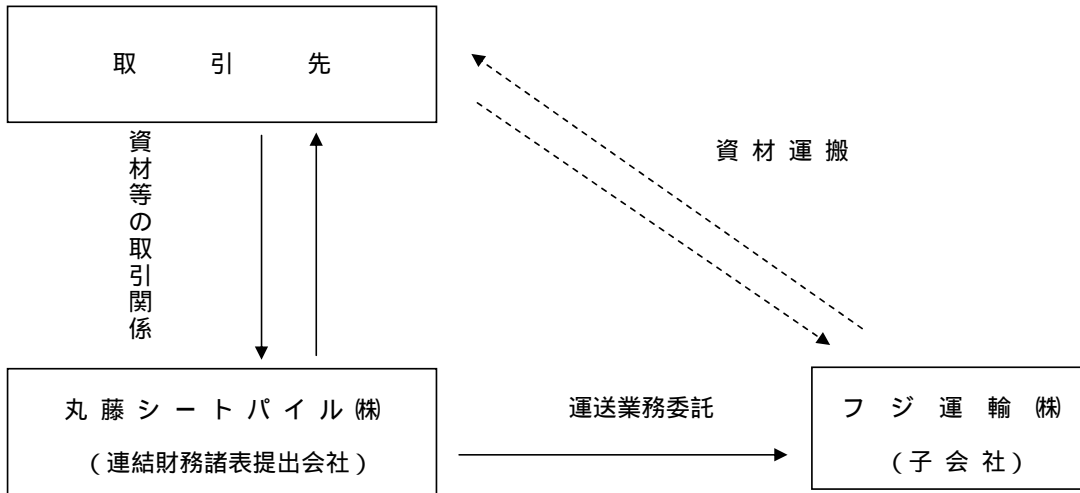 取引先
資材等の取引関係
資材運搬
丸藤シートパイル㈱
(連結財務諸表提出会社)
運送業務委託
フジ運輸㈱
(子会社)